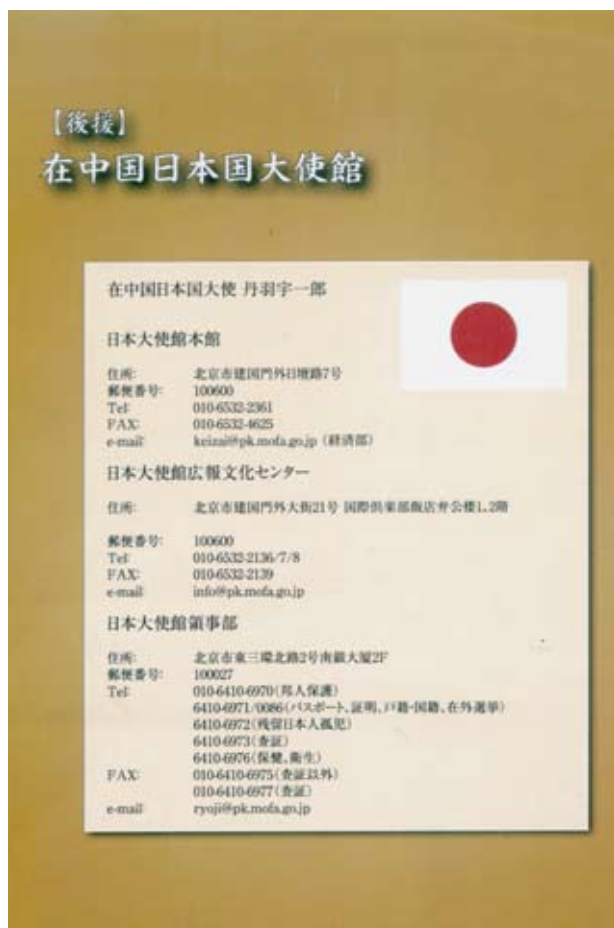 【後援】
在中国日本国大使館
在中国日本国大使 丹羽宇一郎
日本大使館本館
住所: 北京市建国門外日壇路7号
郵便番号: 100600
Tel: 010-6532-2361
FAX: 010-6532-4625
e-mail: keizai@pk.mofa.go.jp (経済部)
日本大使館広報文化センター
住所: 北京市建国門外大街21号 国際倶楽部飯店弁公楼1、2階
郵便番号: 100600
Tel: 010-6532-2136/7/8
FAX: 010-6532-2139
e-mail: info@pk.mofa.go.jp
日本大使館領事部
住所: 北京市東三環北路2号南銀大厦2F
郵便番号: 100027
Tel: 010-6410-6970(邦人保護)
6410-6971/0086(パスポート、証明、戸籍・国籍、在外選挙)
6410-6972(残留日本人孤児)
6410-6973(査証)
6410-6976(保健、衛生)
FAX: 010-6410-6975(査証以外)
010-6410-6977(査証)
e-mail: ryoji@pk.mofa.go.jp